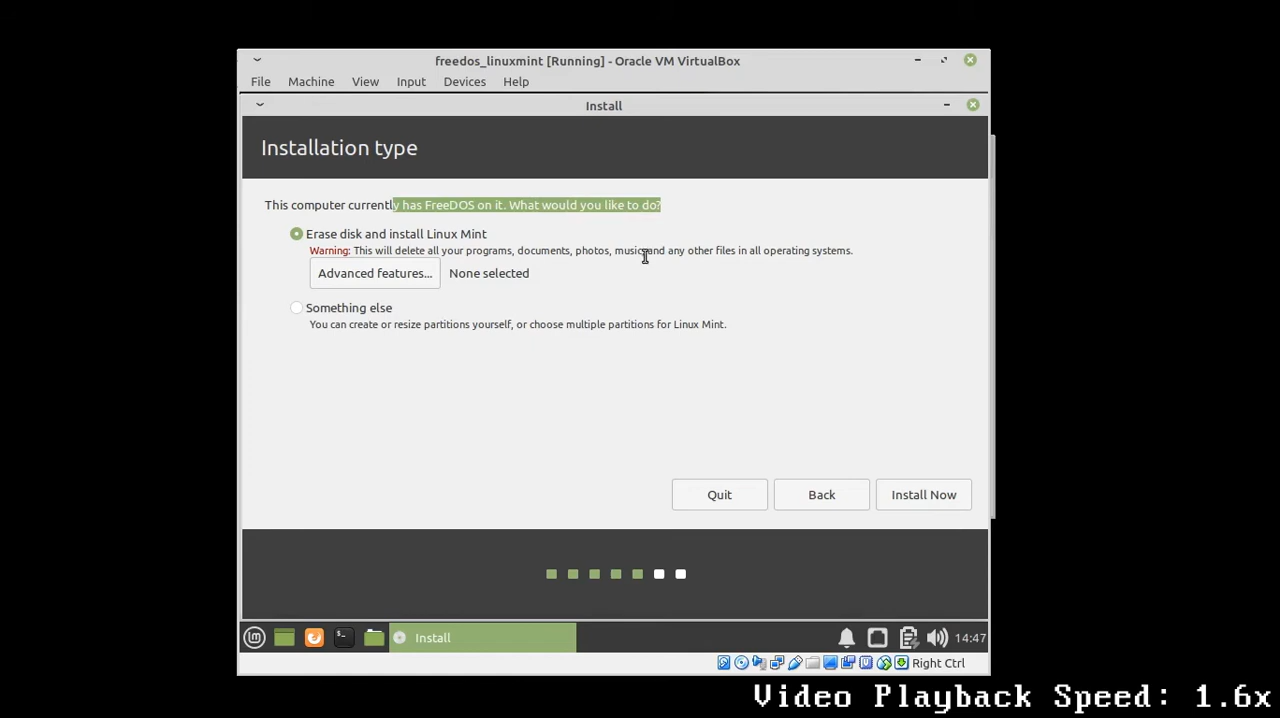 freedos_linuxmint [Running] - Oracle VM VirtualBox
File Machine View Input Devices Help
Install
Installation type
This computer currently has FreeDOS on it. What would you like to do?
Erase disk and install Linux Mint
Warning: This will delete all your programs, documents, photos, music and any other files in all operating systems.
Advanced features... None selected
Something else
You can create or resize partitions yourself, or choose multiple partitions for Linux Mint.
Quit Back Install Now
Install 14:47
Right Ctrl
Video Playback Speed: 1.6x